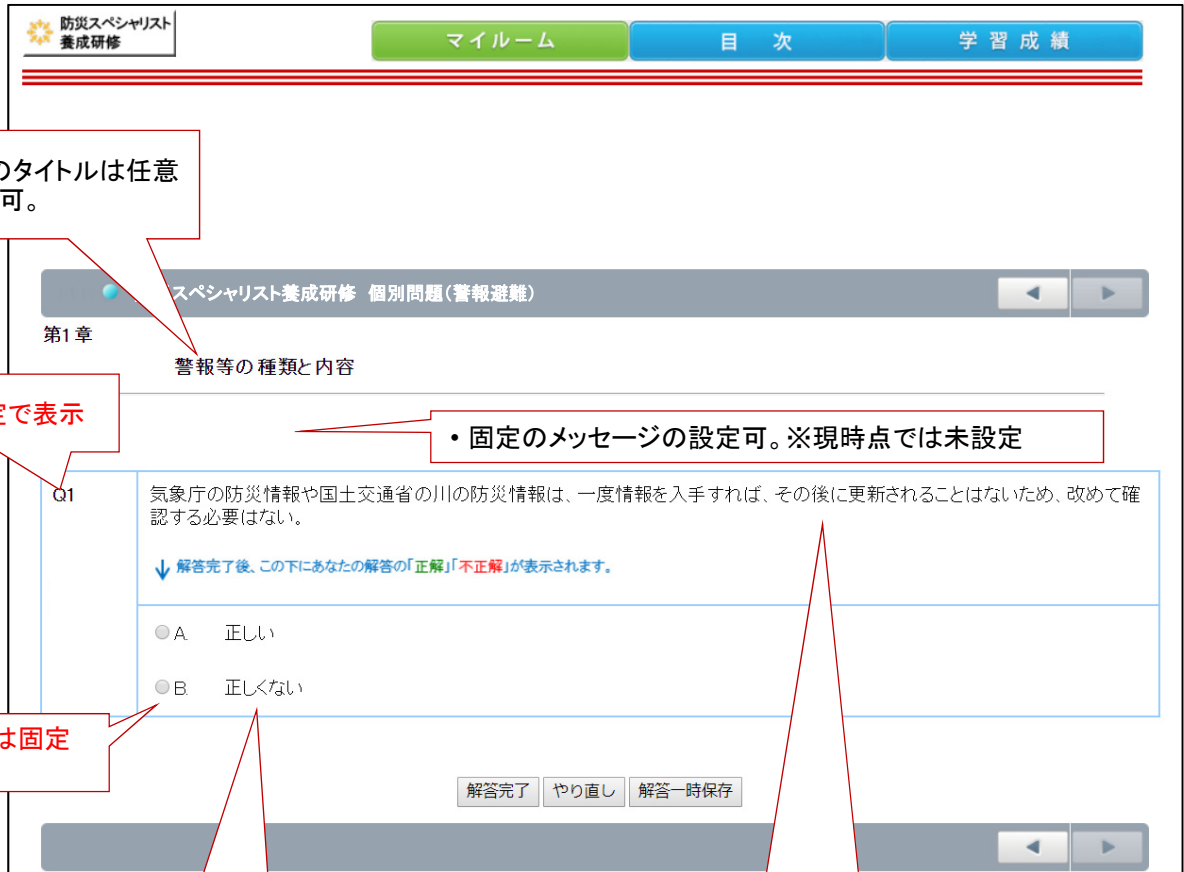 防災スペシャリスト
養成研修
マイルーム
目 次
学 習 成 績
のタイトルは任意
可。
スペシャリスト養成研修 個別問題(警報避難)
第1章
警報等の種類と内容
定で表示
• 固定のメッセージの設定可。※現時点では未設定
Q1
気象庁の防災情報や国土交通省の川の防災情報は、一度情報を入手すれば、その後に更新されることはないため、改めて確
認する必要はない。
↓ 解答完了後、この下にあなたの解答の「正解」「不正解」が表示されます。
A. 正しい
B. 正しくない
は固定
解答完了 やり直し 解答一時保存